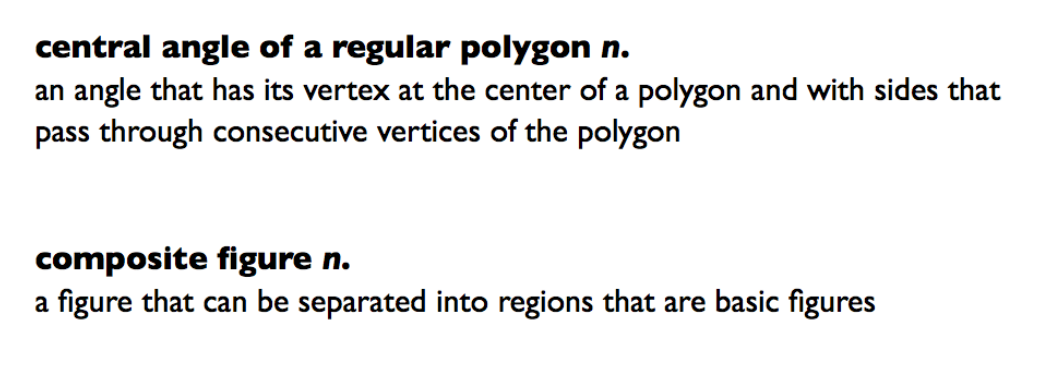 central angle of a regular polygon n.
an angle that has its vertex at the center of a polygon and with sides that
pass through consecutive vertices of the polygon
composite figure n.
a figure that can be separated into regions that are basic figures